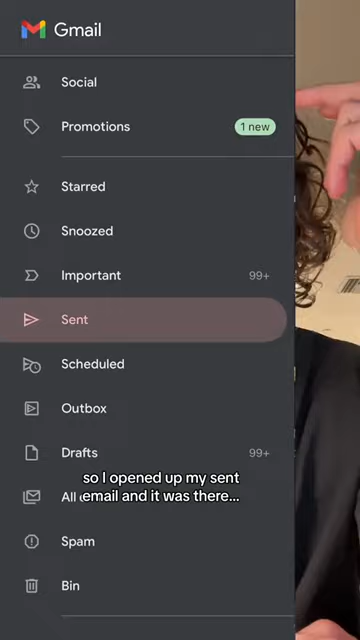 Gmail
Social
Promotions 1 new
Starred
Snoozed
Important 99+
Sent
Scheduled
Outbox
Drafts 99+
so I opened up my sent
All
email and it was there...
Spam
Bin